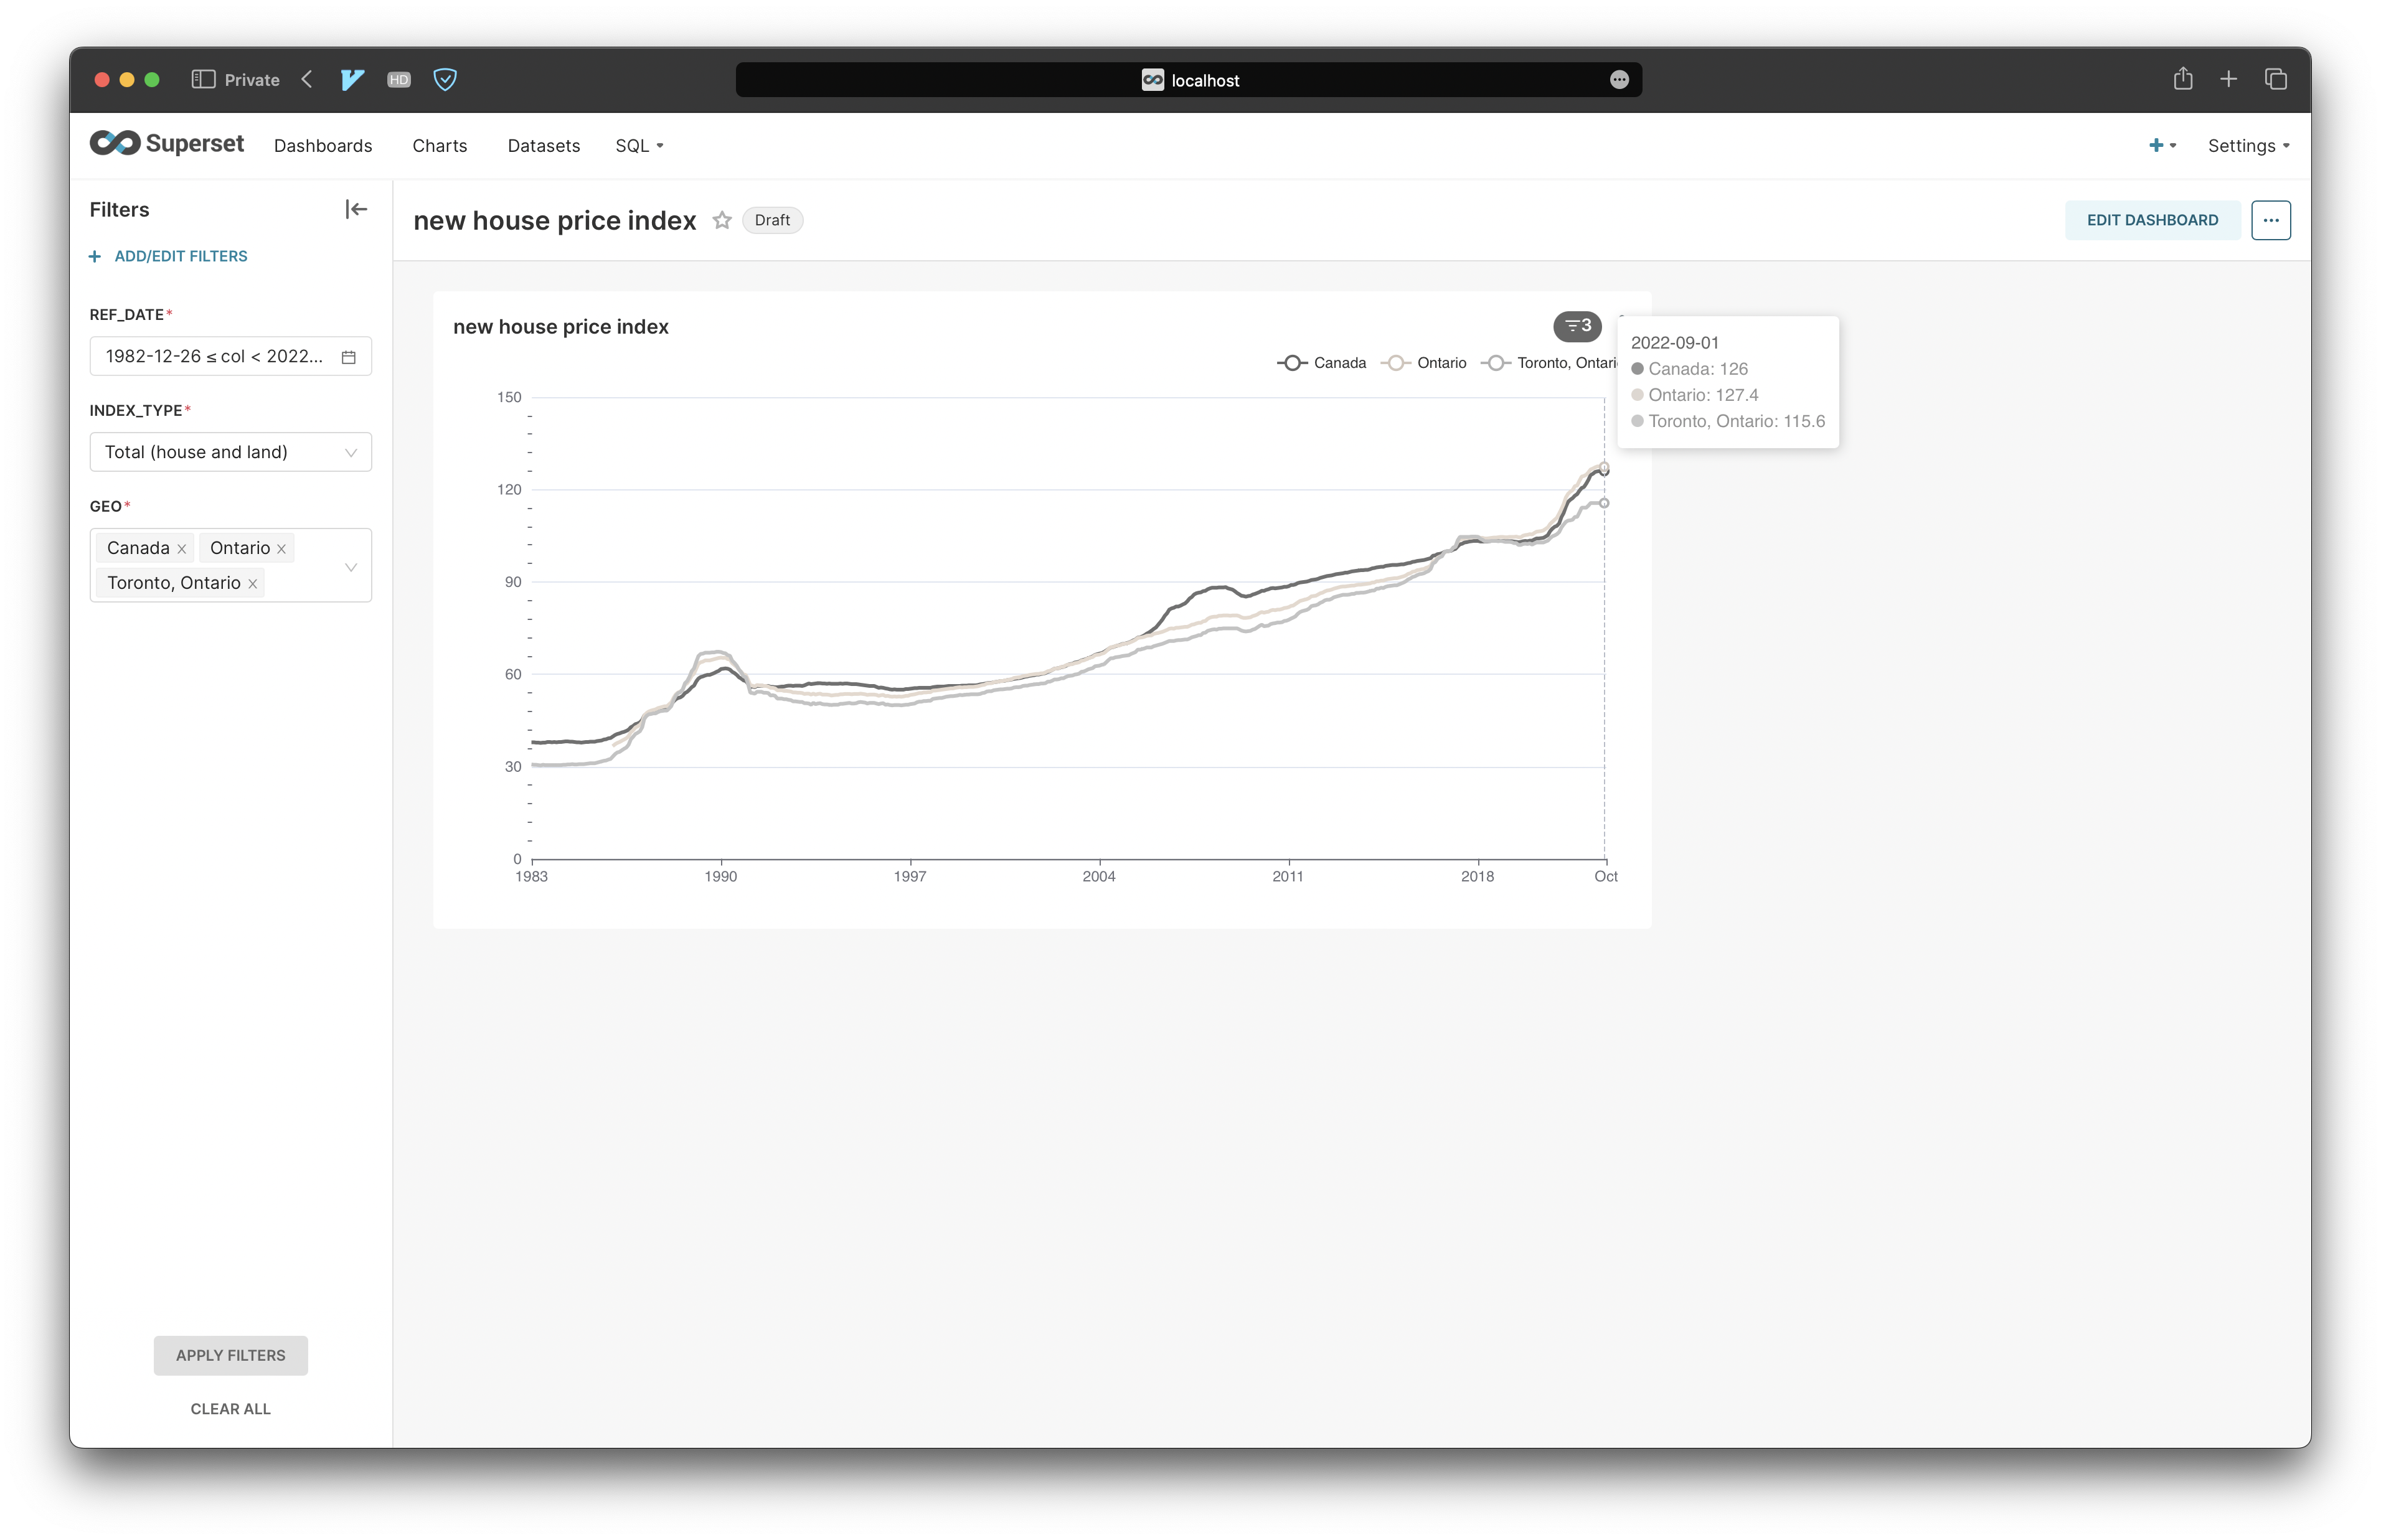 Private
HD
localhost
Superset
Dashboards
Charts
Datasets
SQL
Settings
Filters
ADD/EDIT FILTERS
REF_DATE*
1982-12-26 ≤ col < 2022...
INDEX_TYPE*
Total (house and land)
GEO*
Canada
Ontario
Toronto, Ontario
APPLY FILTERS
CLEAR ALL
new house price index
Draft
EDIT DASHBOARD
new house price index
3
Canada
Ontario
Toronto, Ontari
2022-09-01
Canada: 126
Ontario: 127.4
Toronto, Ontario: 115.6
150
120
90
60
30
0
1983
1990
1997
2004
2011
2018
Oct